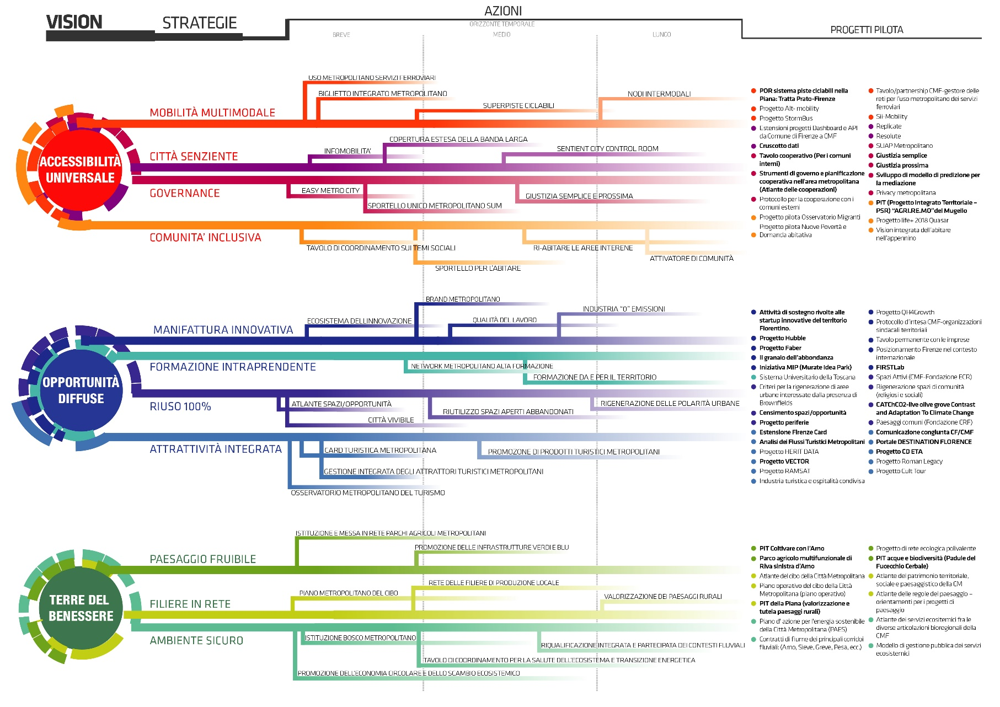 VISION
STRATEGIE
AZIONI
ORIZZONTE TEMPORALE
BREVE
MEDIO
LUNGO
PROGETTI PILOTA
ACCESSIBILITÀ
UNIVERSALE
MOBILITÀ MULTIMODALE
USO METROPOLITANO SERVIZI FERROVIARI
BIGLIETTO INTEGRATO METROPOLITANO
SUPERPISTE CICLABILI
NODI INTERMODALI
CITTÀ SENZIENTE
INFOMOBILITA'
COPERTURA ESTESA DELLA BANDA LARGA
SENTIENT CITY CONTROL ROOM
GOVERNANCE
EASY METRO CITY
SPORTELLO UNICO METROPOLITANO SUM
GIUSTIZIA SEMPLICE E PROSSIMA
COMUNITA' INCLUSIVA
TAVOLO DI COORDINAMENTO SUI TEMI SOCIALI
SPORTELLO PER L'ABITARE
RI-ABITARE LE AREE INTERENE
ATTIVATORE DI COMUNITÀ
POR sistema piste ciclabili nella
Piana: Tratta Prato-Firenze
Progetto Alt- mobility
Progetto StormBus
Estensioni progetti Dashboard e API
da Comune di Firenze a CMF
Cruscotto dati
Tavolo cooperativo (Per i comuni
interni)
Strumenti di governo e pianificazione
cooperativa nell'area metropolitana
(Atlante delle cooperazioni)
Protocollo per la cooperazione con i
comuni esterni
Progetto pilota Osservatorio Migranti
Progetto pilota Nuove Povertà e
Domanda abitativa
Tavolo/partnership CMF-gestore delle
reti per l'uso metropolitano dei servizi
ferroviari
Sii-Mobility
Replicate
Resolute
SUAP Metropolitano
Giustizia semplice
Giustizia prossima
Sviluppo di modello di predizione per
la mediazione
Privacy metropolitana
PIT (Progetto Integrato Territoriale –
PSR) “AGRI.RE.MO”del Mugello
Progetto life+ 2018 Quasar
Vision integrata dell'abitare
nell'appennino
OPPORTUNITÀ
DIFFUSE
MANIFATTURA INNOVATIVA
ECOSISTEMA DELL'INNOVAZIONE
BRAND METROPOLITANO
QUALITÀ DEL LAVORO
INDUSTRIA “0” EMISSIONI
FORMAZIONE INTRAPRENDENTE
NETWORK METROPOLITANO ALTA FORMAZIONE
FORMAZIONE DA E PER IL TERRITORIO
RIUSO 100%
ATLANTE SPAZI/OPPORTUNITÀ
CITTÀ VIVIBILE
RIUTILIZZO SPAZI APERTI ABBANDONATI
RIGENERAZIONE DELLE POLARITÀ URBANE
ATTRATTIVITÀ INTEGRATA
CARD TURISTICA METROPOLITANA
GESTIONE INTEGRATA DEGLI ATTRATTORI TURISTICI METROPOLITANI
OSSERVATORIO METROPOLITANO DEL TURISMO
PROMOZONE DI PRODOTTI TURISTICI METROPOLITANI
Attività di sostegno rivolte alle
startup innovative del territorio
Fiorentino.
Progetto Hubble
Progetto Faber
Il granaio dell'abbondanza
Iniziativa MIP (Murate Idea Park)
Sistema Universitario della Toscana
Criteri per la rigenerazione di aree
urbane interessate dalla presenza di
Brownfields
Censimento spazi /opportunità
Progetto periferie
Estensione Firenze Card
Analisi dei Flussi Turistici Metropolitani
Progetto HERIT DATA
Progetto VECTOR
Progetto RAMSAT
Industria turistica e ospitalità condivisa
Progetto QH4Growth
Protocollo d'intesa CMF-organizzazioni
sindacali territoriali
Tavolo permanente con le imprese
Posizionamento Firenze nel contesto
internazionale
FIRSTLab
Spazi Attivi (CMF-Fondazione ECR)
Rigenerazione spazi di comunità
(religiosi e sociali)
CATChCO2-live olive grove Contrast
and Adaptation To Climate Change
Paesaggi comuni (Fondazione CRF)
Comunicazione congiunta CF/CMF
Portale DESTINATION FLORENCE
Progetto CD ETA
Progetto Roman Legacy
Progetto Cult Tour
TERRE DEL
BENESSERE
PAESAGGIO FRUIBILE
ISTITUZIONE E MESSA IN RETE PARCHI AGRICOLI METROPOLITANI
PROMOZIONE DELLE INFRASTRUTTURE VERDI E BLU
FILIERE IN RETE
PIANO METROPOLITANO DEL CIBO
RETE DELLE FILIERE DI PRODUZIONE LOCALE
VALORIZZAZIONE DEI PAESAGGI RURALI
AMBIENTE SICURO
ISTITUZIONE BOSCO METROPOLITANO
RIQUALIFICAZIONE INTEGRATA E PARTECIPATA DEI CONTESTI FLUVIALI
TAVOLO DI COORDINAMENTO PER LA SALUTE DELL'ECOSISTEMA E TRANSIZIONE ENERGETICA
PROMOZIONE DELL'ECONOMIA CIRCOLARE E DELLO SCAMBIO ECOSISTEMICO
PIT Coltivare con l'Arno
Parco agricolo multifunzionale di
Riva sinistra d'Arno
Atlante del cibo della Città Metropolitana
Piano operativo del cibo della Città
Metropolitana (piano operativo)
PIT della Piana (valorizzazione e
tutela paesaggi rurali)
Piano d' azione per l'energia sostenibile
della Città Metropolitana (PAES)
Contratti di fiume dei principali corridoi
fluviali: (Arno, Sieve, Greve, Pesa, ecc.)
Progetto di rete ecologica polivalente
PIT acque e biodiversità (Padule del
Fucecchio Cerbaie)
Atlante del patrimonio territoriale,
sociale e paesaggistico della CM
Atlante delle regole del paesaggio –
orientamenti per i progetti di
paesaggio
Atlante dei servizi ecositemici fra le
diverse articolazioni bioregionali della
CMF
Modello di gestione pubblica dei servizi
ecosistemici